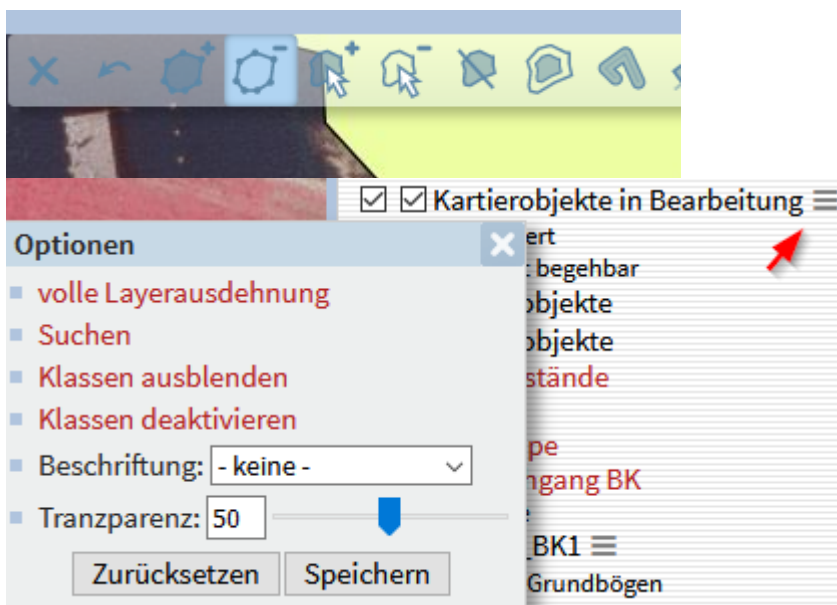 Kartierobjekte in Bearbeitung
Optionen
ert
begehbar
volle Layerausdehnung
objekte
Suchen
objekte
Klassen ausblenden
stände
Klassen deaktivieren
pe
Beschriftung: - keine -
ngang BK
Tranzparenz: 50
_BK1
Zurücksetzen Speichern
Grundbögen